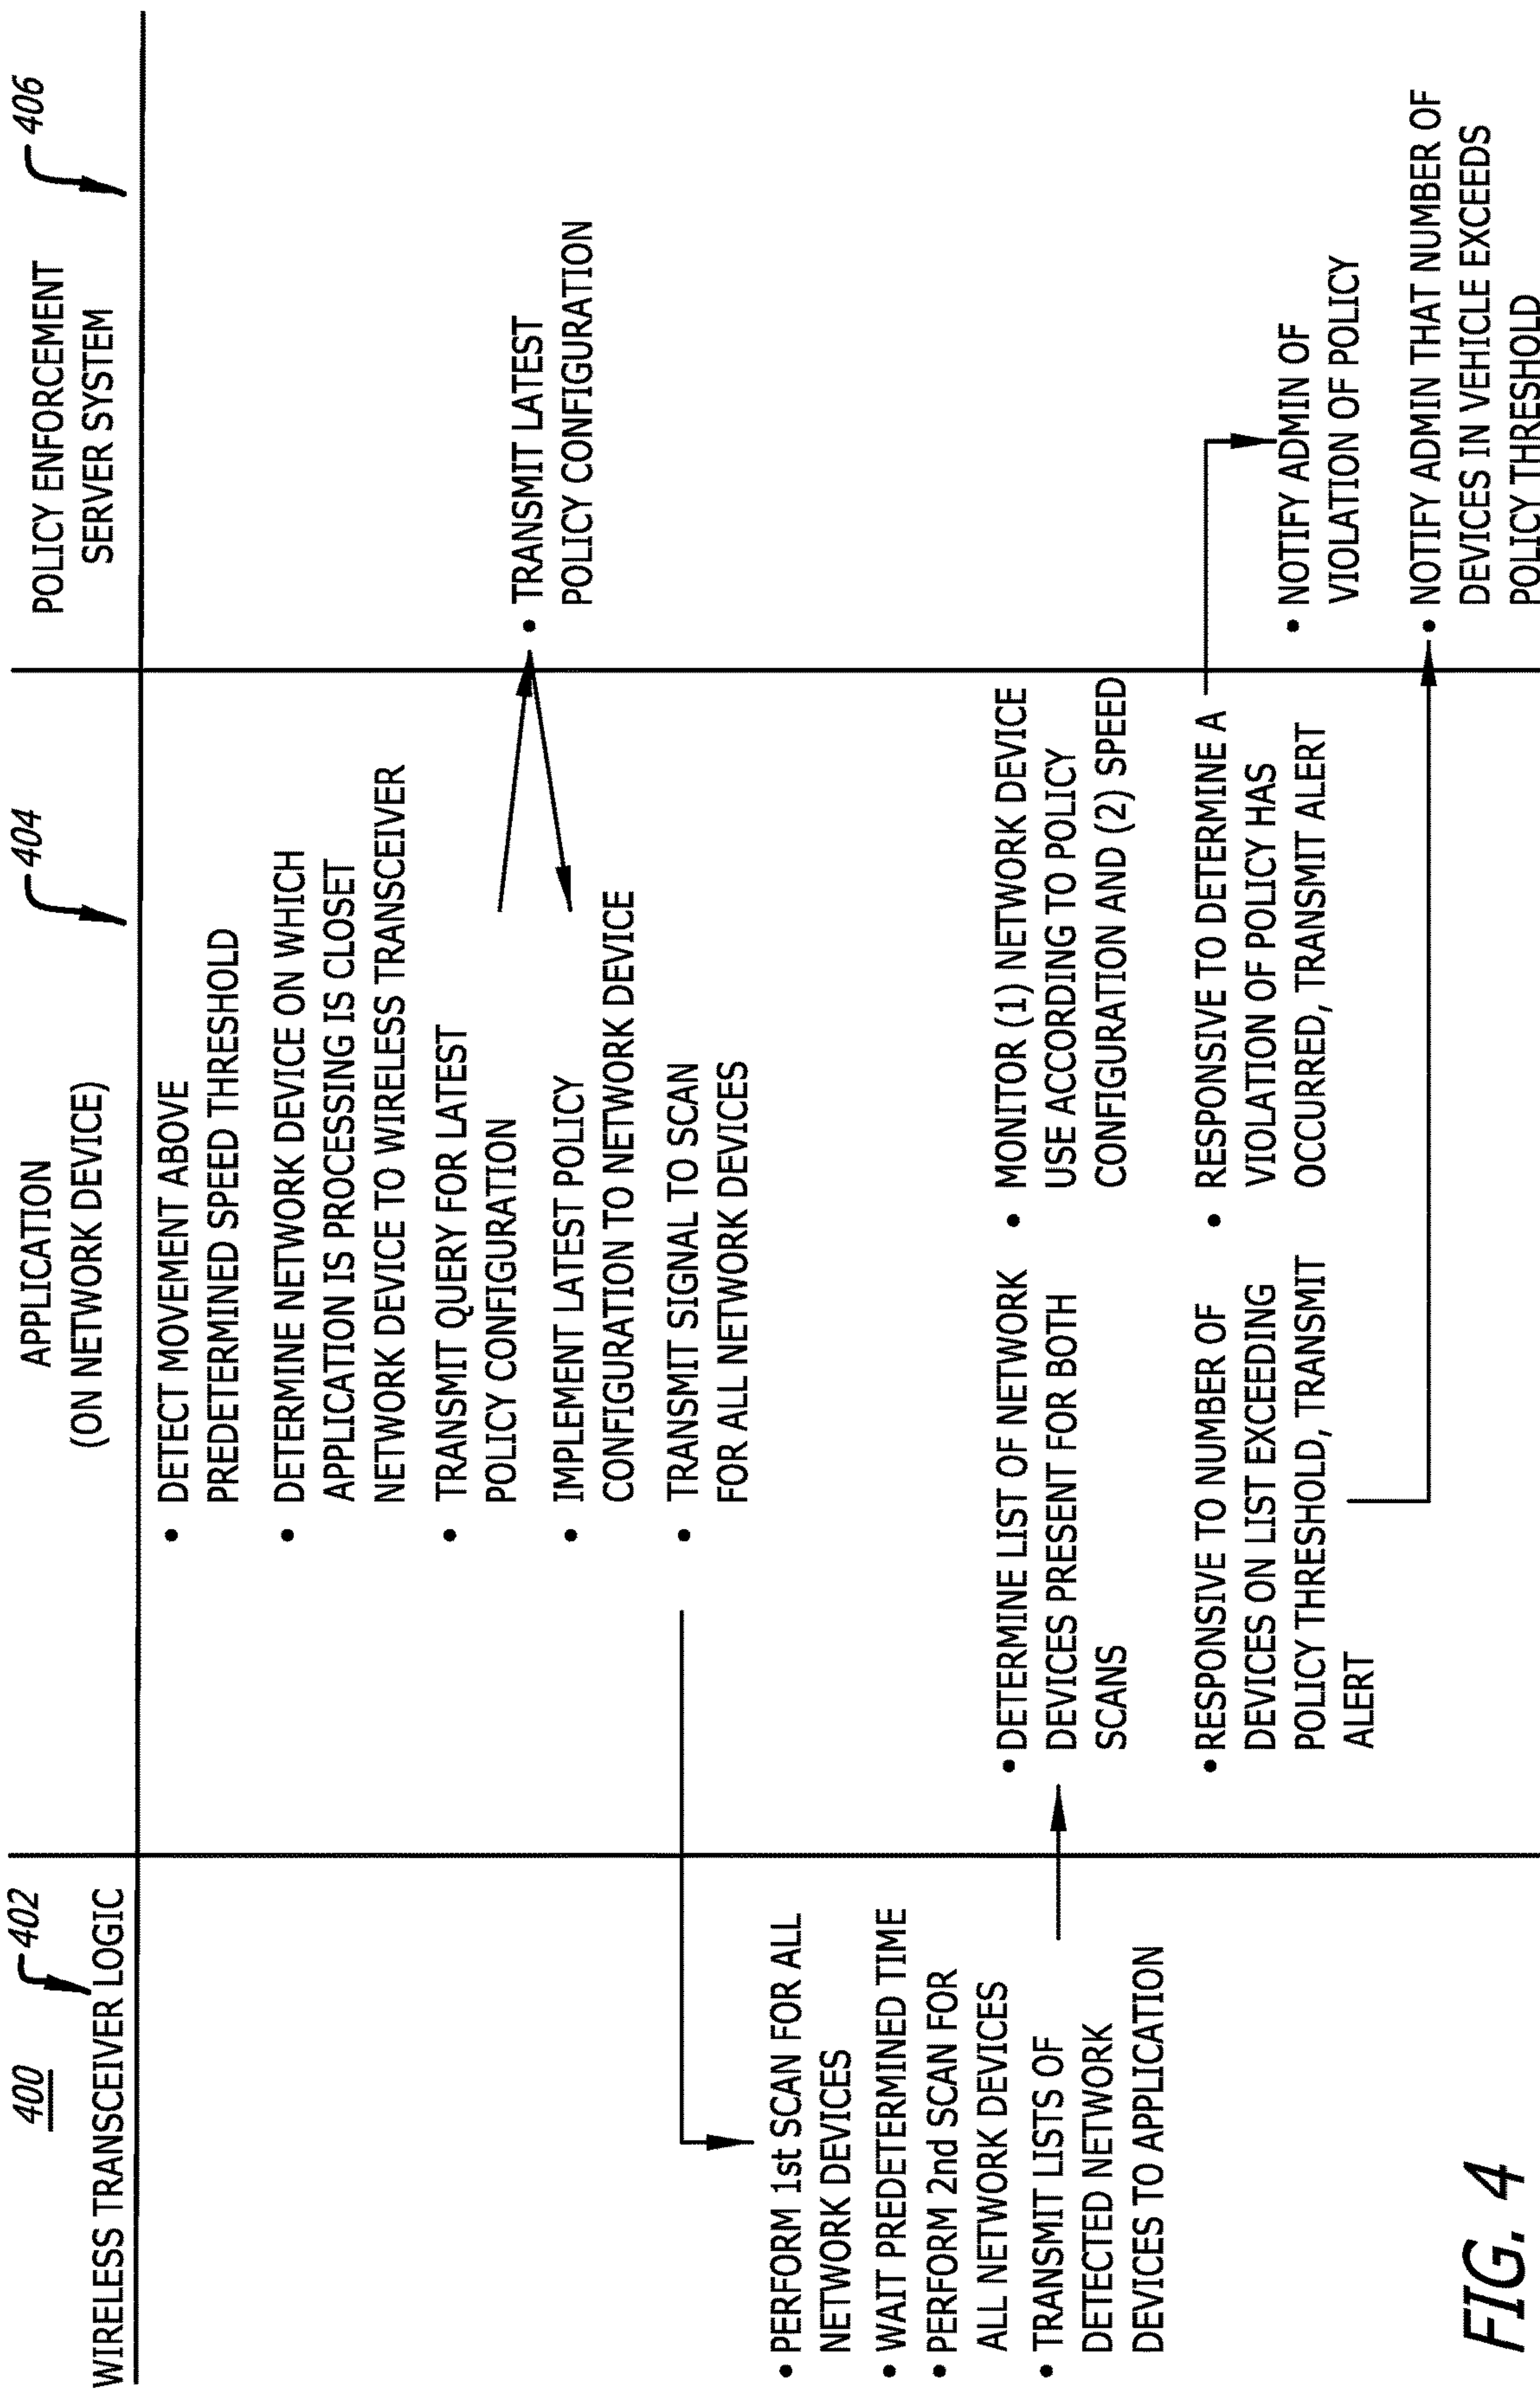 400
402
WIRELESS TRANSCEIVER LOGIC
APPLICATION
(ON NETWORK DEVICE)
404
POLICY ENFORCEMENT
SERVER SYSTEM
406
• DETECT MOVEMENT ABOVE
PREDETERMINED SPEED THRESHOLD
• DETERMINE NETWORK DEVICE ON WHICH
APPLICATION IS PROCESSING IS CLOSET
NETWORK DEVICE TO WIRELESS TRANSCEIVER
• TRANSMIT QUERY FOR LATEST
POLICY CONFIGURATION
• TRANSMIT LATEST
POLICY CONFIGURATION
• IMPLEMENT LATEST POLICY
CONFIGURATION TO NETWORK DEVICE
• TRANSMIT SIGNAL TO SCAN
FOR ALL NETWORK DEVICES
• PERFORM 1st SCAN FOR ALL
NETWORK DEVICES
• WAIT PREDETERMINED TIME
• PERFORM 2nd SCAN FOR
ALL NETWORK DEVICES
• TRANSMIT LISTS OF
DETECTED NETWORK
DEVICES TO APPLICATION
• DETERMINE LIST OF NETWORK
DEVICES PRESENT FOR BOTH
SCANS
• RESPONSIVE TO NUMBER OF
DEVICES ON LIST EXCEEDING
POLICY THRESHOLD, TRANSMIT
ALERT
• MONITOR (1) NETWORK DEVICE
USE ACCORDING TO POLICY
CONFIGURATION AND (2) SPEED
• RESPONSIVE TO DETERMINE A
VIOLATION OF POLICY HAS
OCCURRED, TRANSMIT ALERT
• NOTIFY ADMIN OF
VIOLATION OF POLICY
• NOTIFY ADMIN THAT NUMBER OF
DEVICES IN VEHICLE EXCEEDS
POLICY THRESHOLD
FIG. 4